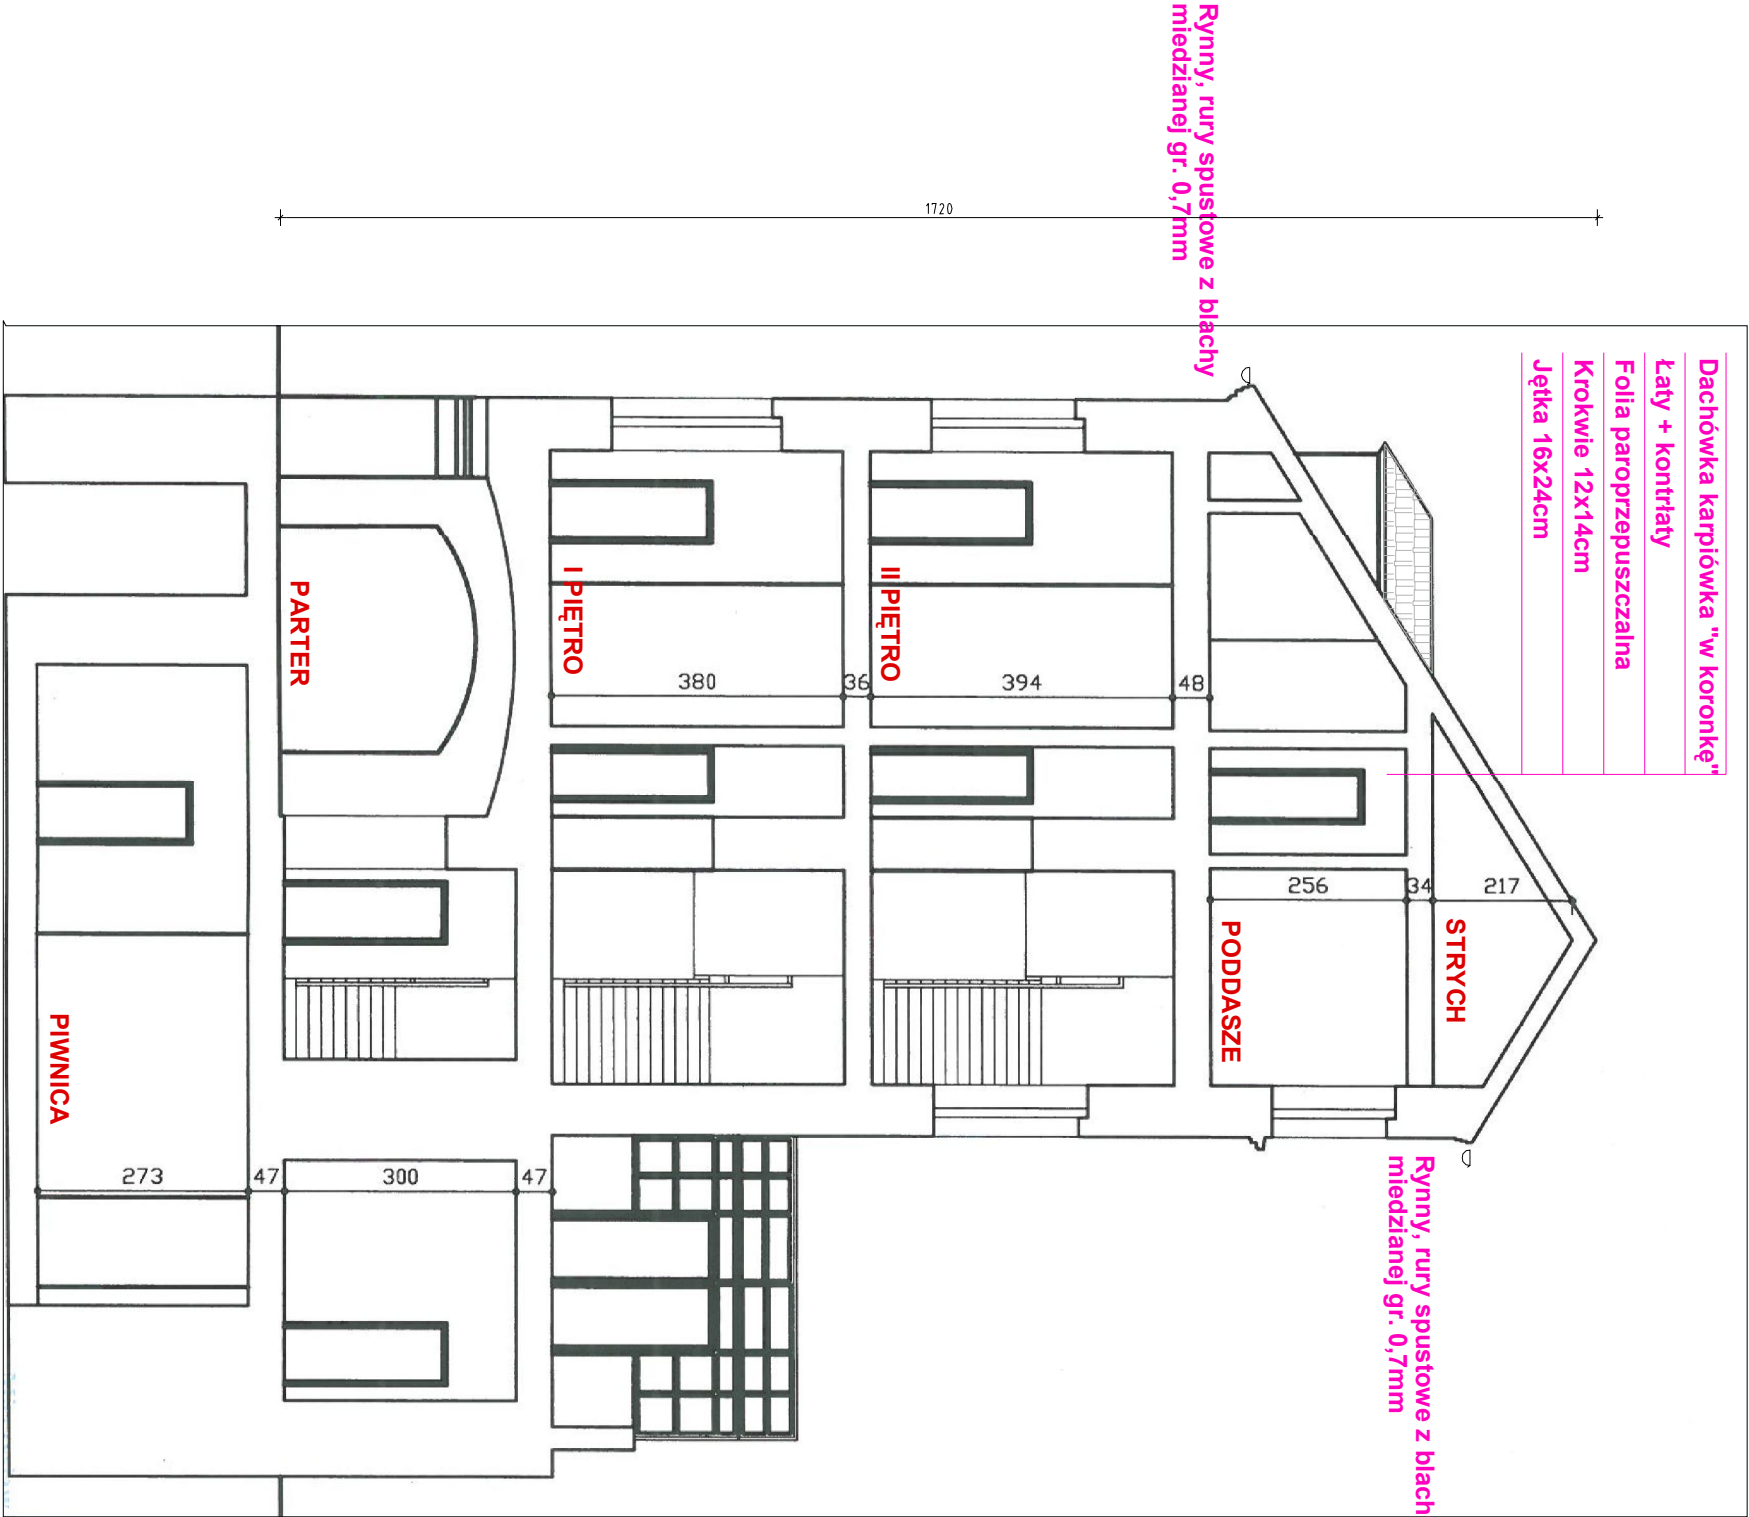 Dachówka karpiówka "w koronkę"
Łaty + kontrłaty
Folia paroprzepuszczalna
Krokwie 12x14cm
Jętka 16x24cm
Rynny, rury spustowe z blachy
miedzianej gr. 0,7mm
Rynny, rury spustowe z blach
miedzianej gr. 0,7mm
1720
STRYCH
217
34
256
PODDASZE
48
394
II PIĘTRO
36
380
I PIĘTRO
47
300
PARTER
47
273
PIWNICA